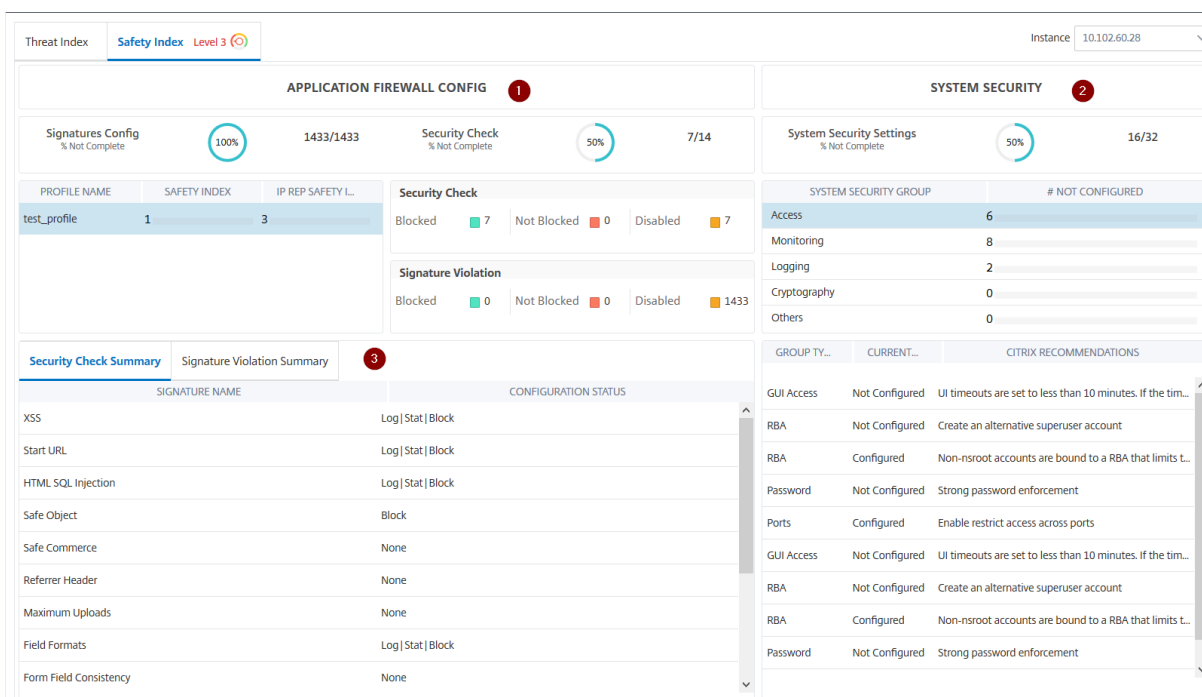 Threat Index
Safety Index Level 3
Instance 10.102.60.28
APPLICATION FIREWALL CONFIG 1
SYSTEM SECURITY 2
Signatures Config
% Not Complete
100%
1433/1433
Security Check
% Not Complete
50%
7/14
System Security Settings
% Not Complete
50%
16/32
PROFILE NAME SAFETY INDEX IP REP SAFETY I...
test_profile 1 3
Security Check
Blocked 7 Not Blocked 0 Disabled 7
Signature Violation
Blocked 0 Not Blocked 0 Disabled 1433
SYSTEM SECURITY GROUP # NOT CONFIGURED
Access 6
Monitoring 8
Logging 2
Cryptography 0
Others 0
Security Check Summary Signature Violation Summary 3
SIGNATURE NAME CONFIGURATION STATUS
XSS Log|Stat|Block
Start URL Log|Stat|Block
HTML SQL Injection Log|Stat|Block
Safe Object Block
Safe Commerce None
Referrer Header None
Maximum Uploads None
Field Formats Log|Stat|Block
Form Field Consistency None
GROUP TY... CURRENT... CITRIX RECOMMENDATIONS
GUI Access Not Configured UI timeouts are set to less than 10 minutes. If the tim...
RBA Not Configured Create an alternative superuser account
RBA Configured Non-nsroot accounts are bound to a RBA that limits t...
Password Not Configured Strong password enforcement
Ports Configured Enable restrict access across ports
GUI Access Not Configured UI timeouts are set to less than 10 minutes. If the tim...
RBA Not Configured Create an alternative superuser account
RBA Configured Non-nsroot accounts are bound to a RBA that limits t...
Password Not Configured Strong password enforcement